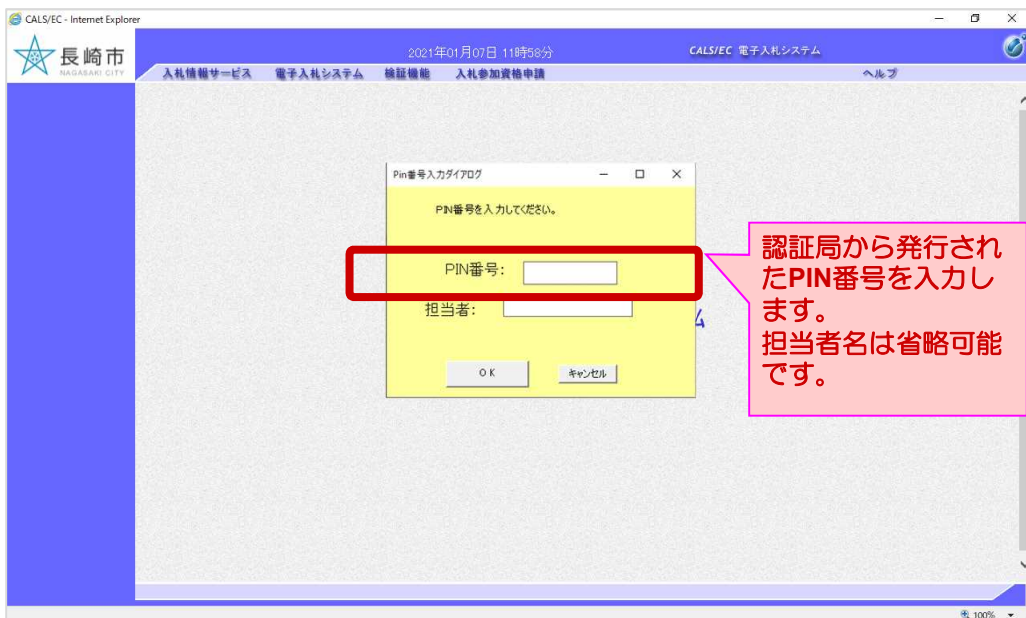 CALS/EC - Internet Explorer
長崎市
NAGASAKI CITY
2021年01月07日 11時58分
CALS/EC 電子入札システム
入札情報サービス 電子入札システム 検証機能 入札参加資格申請 ヘルプ
Pin番号入力ダイアログ
PIN番号を入力してください。
PIN番号:
担当者:
OK キャンセル
認証局から発行され
たPIN番号を入力し
ます。
担当者名は省略可能
です。
100%